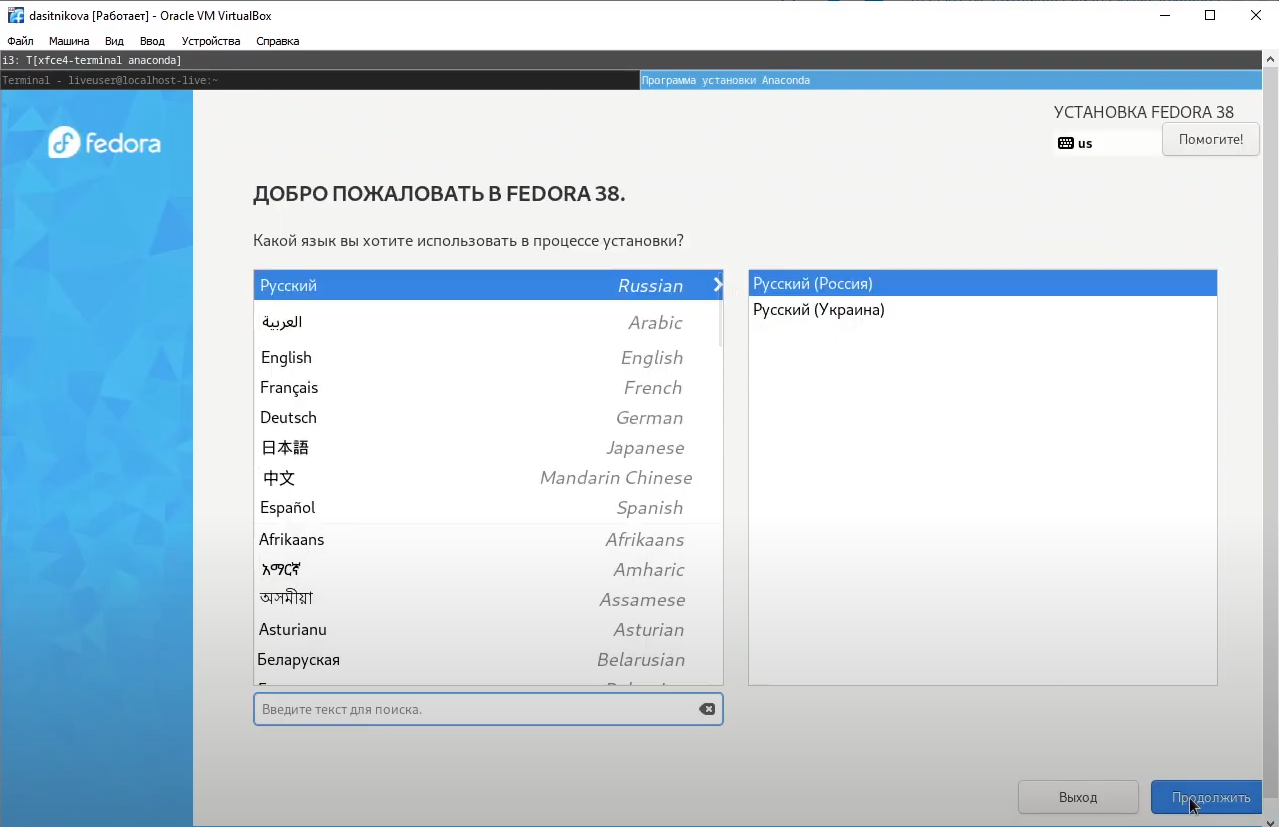 dasitnikova [Работает] - Oracle VM VirtualBox
Файл Машина Вид Ввод Устройства Справка
i3: T[xfce4-terminal anaconda]
Terminal - liveuser@localhost-live:~ Программа установки Anaconda
fedora
УСТАНОВКА FEDORA 38
us
Помогите!
ДОБРО ПОЖАЛОВАТЬ В FEDORA 38.
Какой язык вы хотите использовать в процессе установки?
Русский Russian
العربية Arabic
English English
Français French
Deutsch German
日本語 Japanese
中文 Mandarin Chinese
Español Spanish
Afrikaans Afrikaans
አማርኛ Amharic
অসমীয়া Assamese
Asturianu Asturian
Беларуская Belarusian
Русский (Россия)
Русский (Украина)
Введите текст для поиска.
Выход
Продолжить